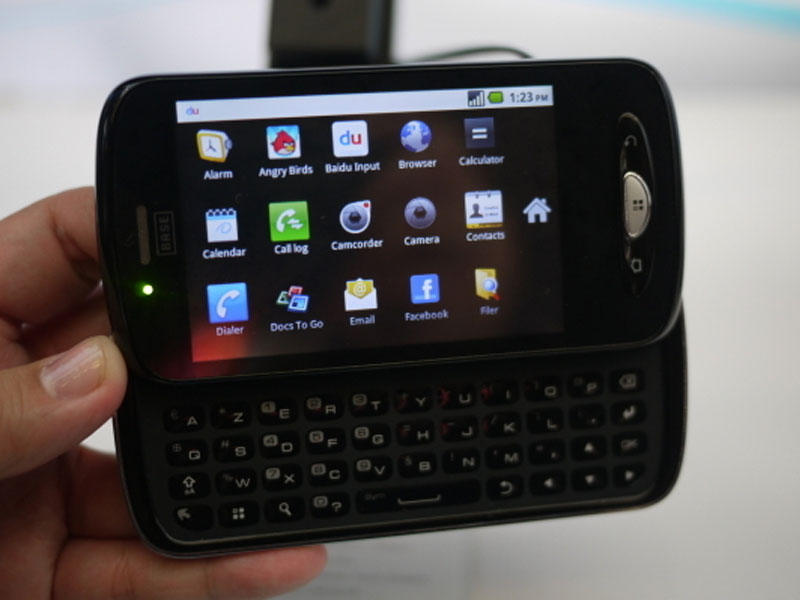 du 1:23 PM
Alarm Angry Birds Baidu Input Browser Calculator
Calendar Call log Camcorder Camera Contacts
Dialer Docs To Go Email Facebook Filer
BASE
A Z E R T Y U I O P
Q S D F G H J K L
W X C V B N M
?